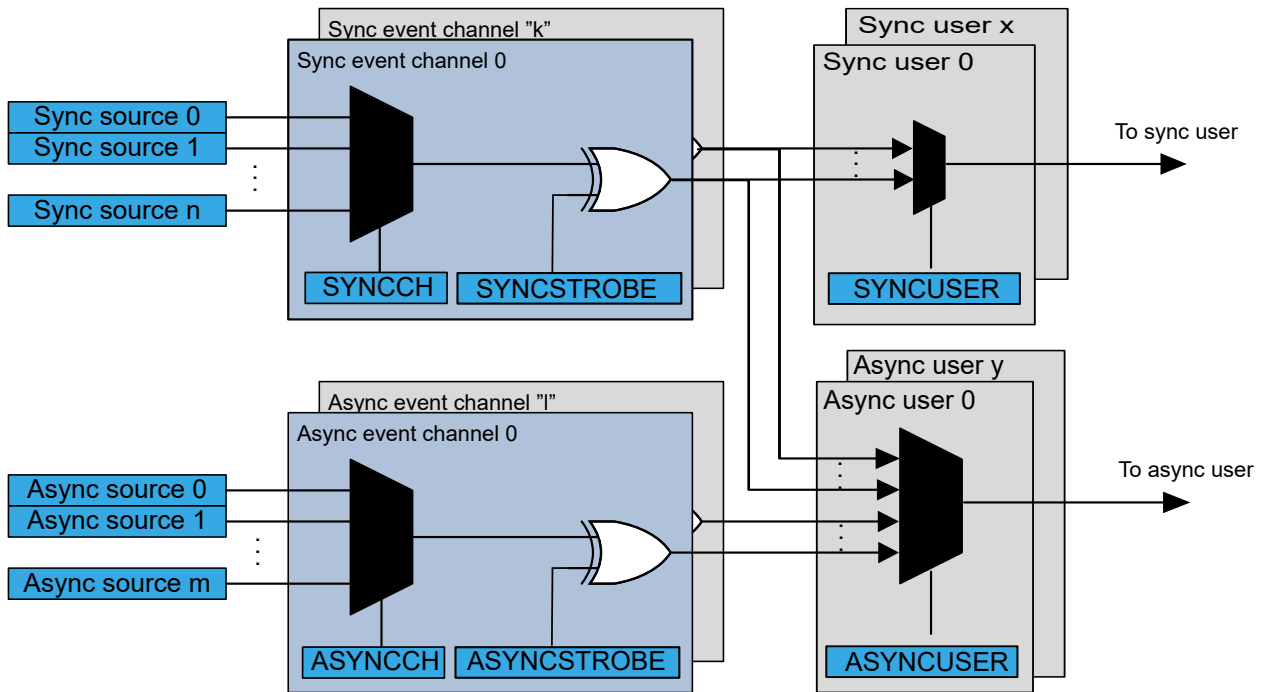 Sync event channel ”k”
Sync event channel 0
Sync source 0
Sync source 1
Sync source n
SYNCCH
SYNCSTROBE
Sync user x
Sync user 0
SYNCUSER
To sync user
Async event channel ”l”
Async event channel 0
Async source 0
Async source 1
Async source m
ASYNCCH
ASYNCSTROBE
Async user y
Async user 0
ASYNCUSER
To async user